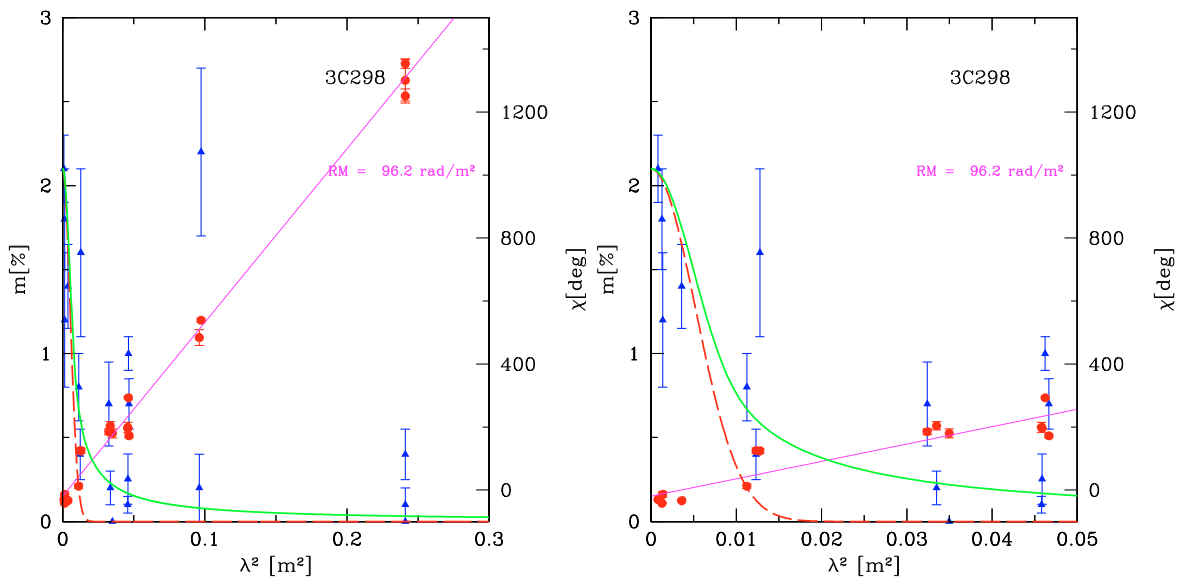 3
2
1
0
m[%]
3C298
RM = 96.2 rad/m²
1200
800
400
0
χ[deg]
0 0.1 0.2 0.3
λ² [m²]
3
2
1
0
m[%]
3C298
RM = 96.2 rad/m²
1200
800
400
0
χ[deg]
0 0.01 0.02 0.03 0.04 0.05
λ² [m²]